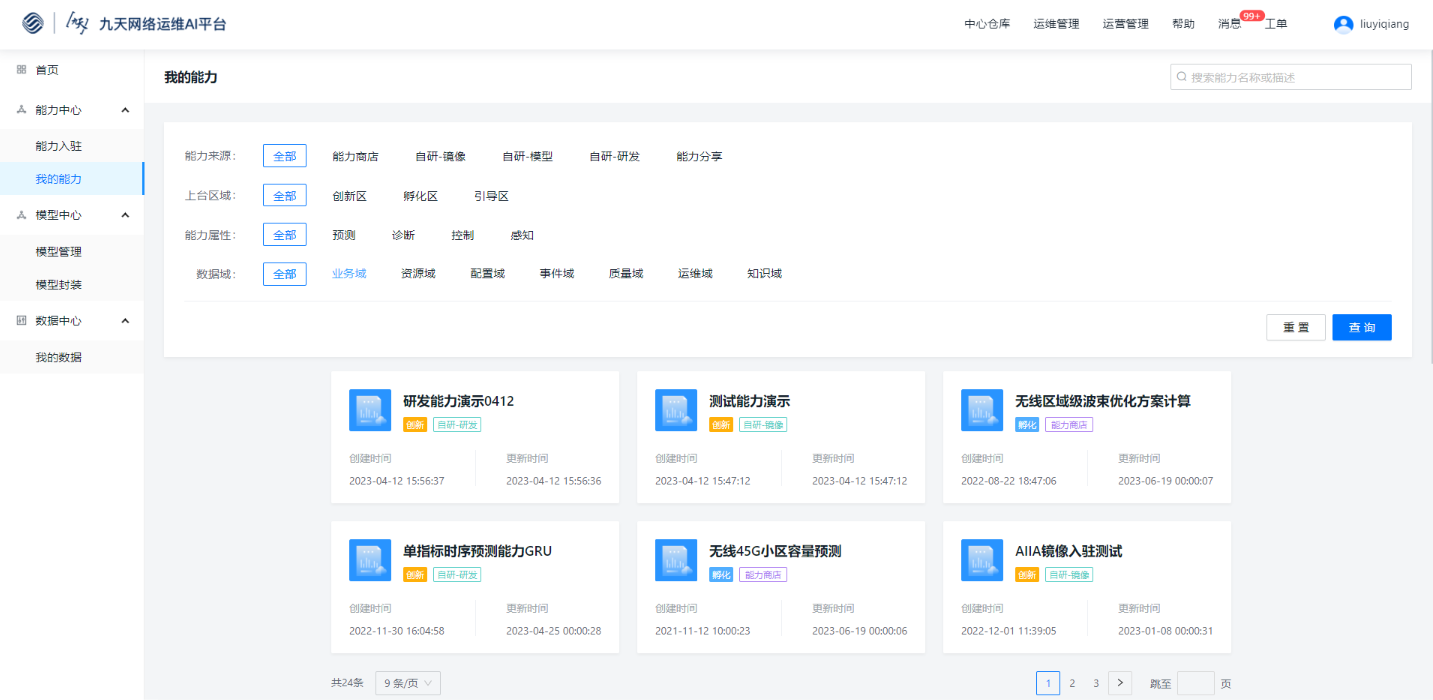 九天 九天网络运维AI平台 中心仓库 运维管理 运营管理 帮助 消息 99+ 工单 liuyiqiang
首页
能力中心
能力入驻
我的能力
模型中心
模型管理
模型封装
数据中心
我的数据
我的能力 搜索能力名称或描述
能力来源: 全部 能力商店 自研-镜像 自研-模型 自研-研发 能力分享
上台区域: 全部 创新区 孵化区 引导区
能力属性: 全部 预测 诊断 控制 感知
数据域: 全部 业务域 资源域 配置域 事件域 质量域 运维域 知识域
重置 查询
研发能力演示0412
创新 自研-研发
创建时间 更新时间
2023-04-12 15:56:37 2023-04-12 15:56:36
测试能力演示
创新 自研-镜像
创建时间 更新时间
2023-04-12 15:47:12 2023-04-12 15:47:12
无线区域级波束优化方案计算
孵化 能力商店
创建时间 更新时间
2022-08-22 18:47:06 2023-06-19 00:00:07
单指标时序预测能力GRU
创新 自研-研发
创建时间 更新时间
2022-11-30 16:04:58 2023-04-25 00:00:28
无线45G小区容量预测
孵化 能力商店
创建时间 更新时间
2021-11-12 10:00:23 2023-06-19 00:00:06
AIIA镜像入驻测试
创新 自研-镜像
创建时间 更新时间
2022-12-01 11:39:05 2023-01-08 00:00:31
共24条 9 条/页 1 2 3 跳至 页